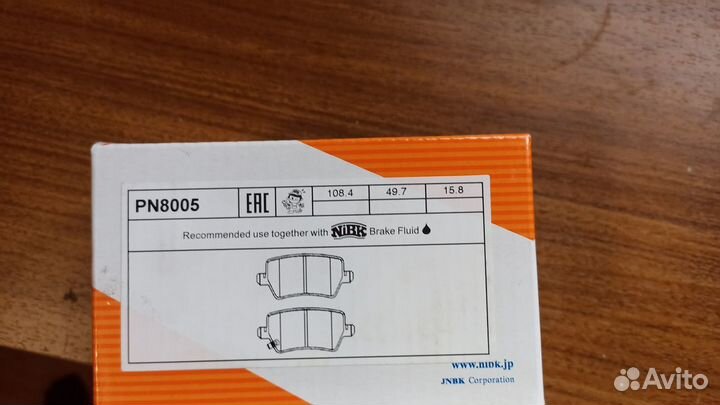 PN8005
EAC
108.4
49.7
15.8
Recommended use together with NiBK Brake Fluid
www.nibk.jp
JNBK Corporation
Avito